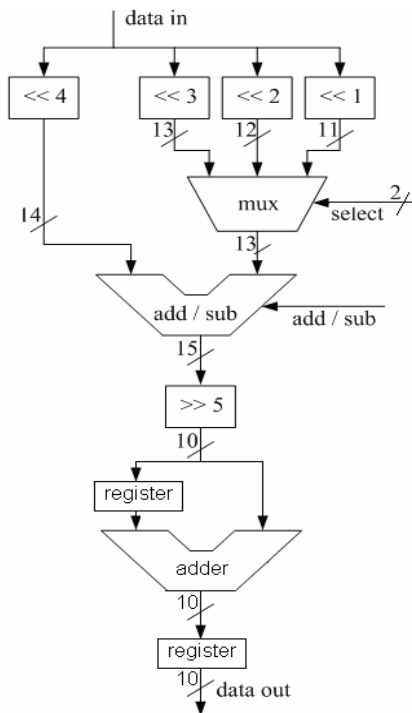 data in
<< 4
<< 3
<< 2
<< 1
13
12
11
14
mux
2
select
13
add / sub
add / sub
15
>> 5
10
register
adder
10
register
10
data out